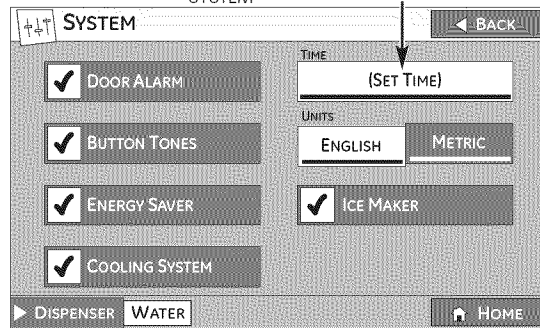 SYSTEM
BACK
DOOR ALARM
TIME
(SET TIME)
BUTTON TONES
UNITS
ENGLISH METRIC
ENERGY SAVER
ICE MAKER
COOLING SYSTEM
DISPENSER WATER
HOME